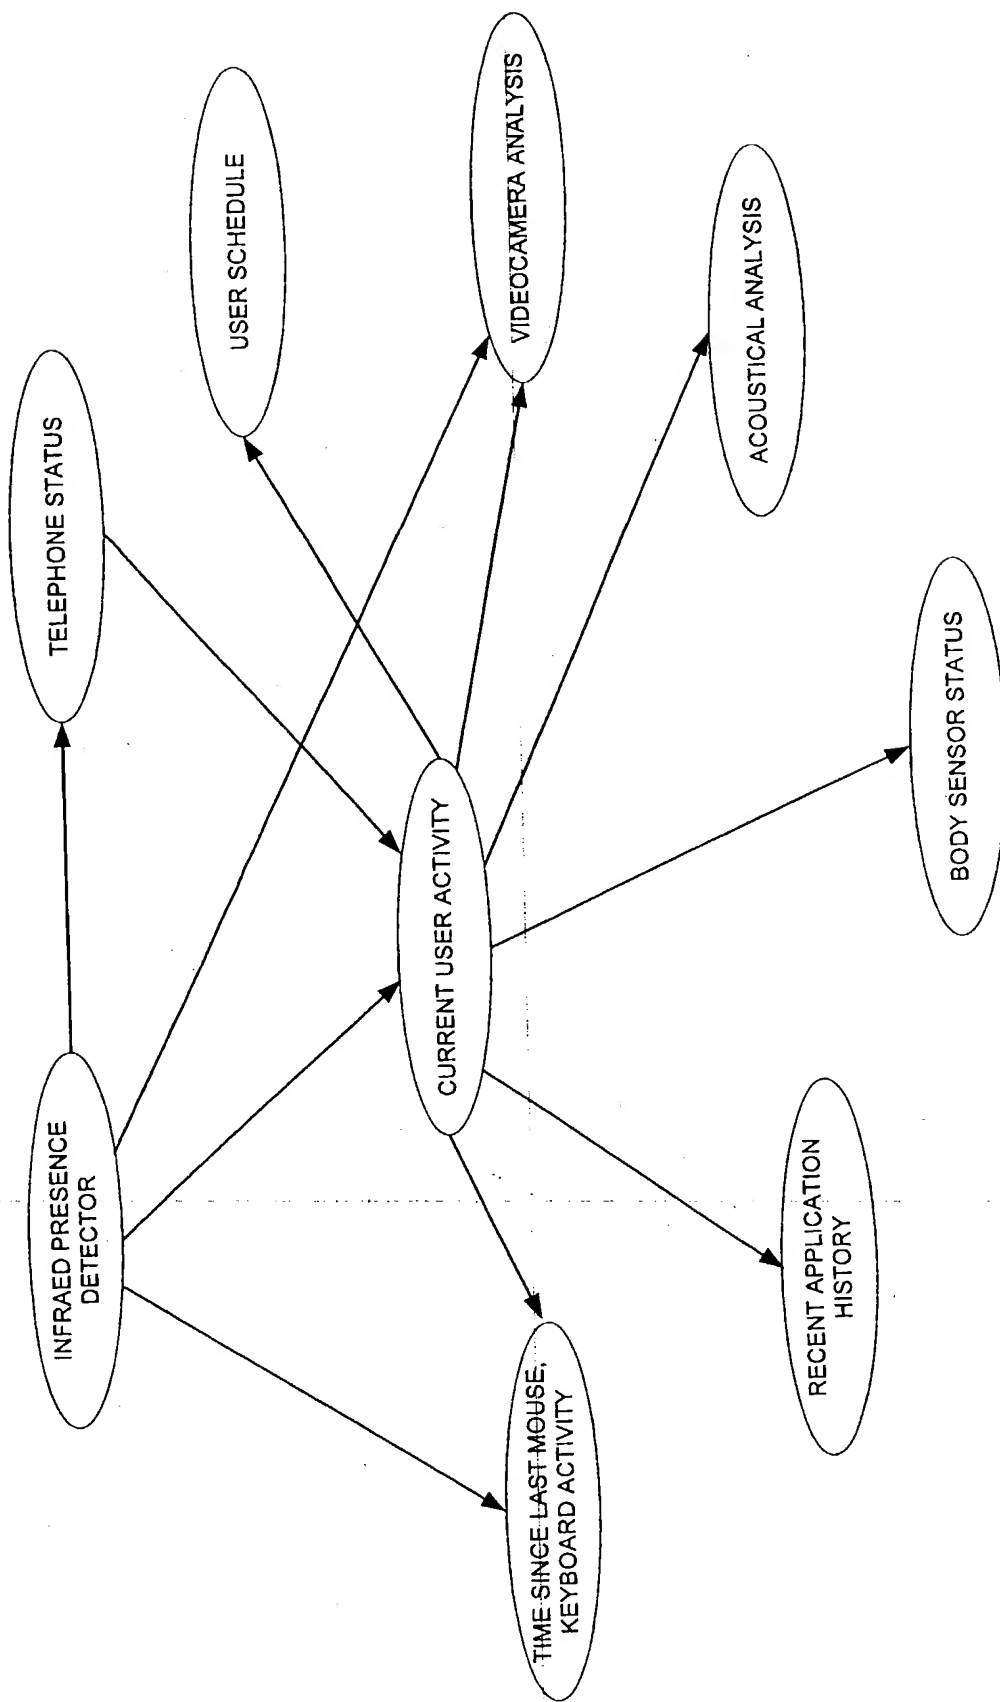 INFRAED PRESENCE
DETECTOR
TELEPHONE STATUS
USER SCHEDULE
CURRENT USER ACTIVITY
VIDEOCAMERA ANALYSIS
TIME SINCE LAST MOUSE,
KEYBOARD ACTIVITY
ACOUSTICAL ANALYSIS
RECENT APPLICATION
HISTORY
BODY SENSOR STATUS